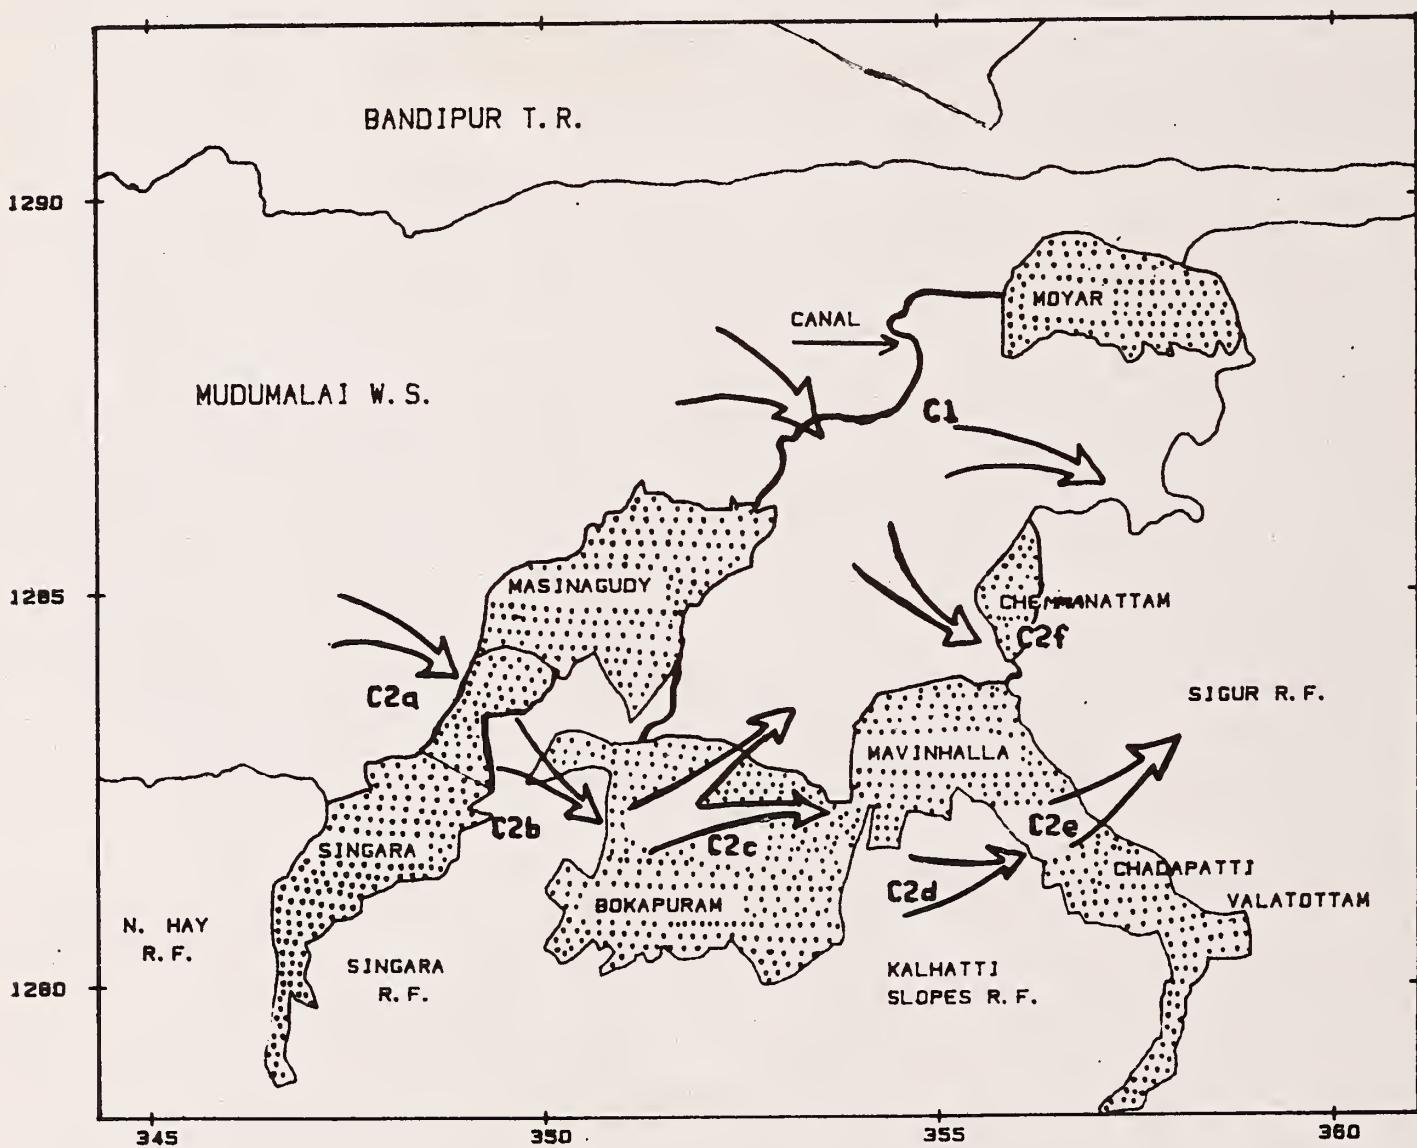 BANDIPUR T.R.
1290
MOYAR
CANAL
MUDUMALAI W.S.
C1
MASINAGUDY
1285
CHEMMANATTAM
C2f
C2a
SIGUR R.F.
MAVINHALLA
C2b
C2c
C2e
SINGARA
CHADAPATTI
C2d
BOKAPURAM
VALATOTTAM
N. HAY
R.F.
SINGARA
R.F.
KALHATTI
SLOPES R.F.
1280
345
350
355
360